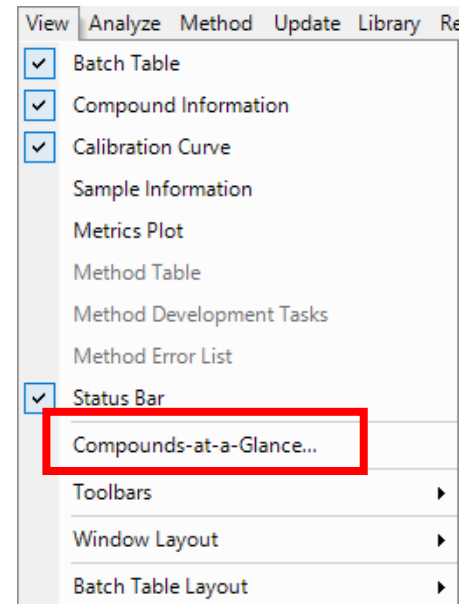 View Analyze Method Update Library Re
Batch Table
Compound Information
Calibration Curve
Sample Information
Metrics Plot
Method Table
Method Development Tasks
Method Error List
Status Bar
Compounds-at-a-Glance...
Toolbars
Window Layout
Batch Table Layout